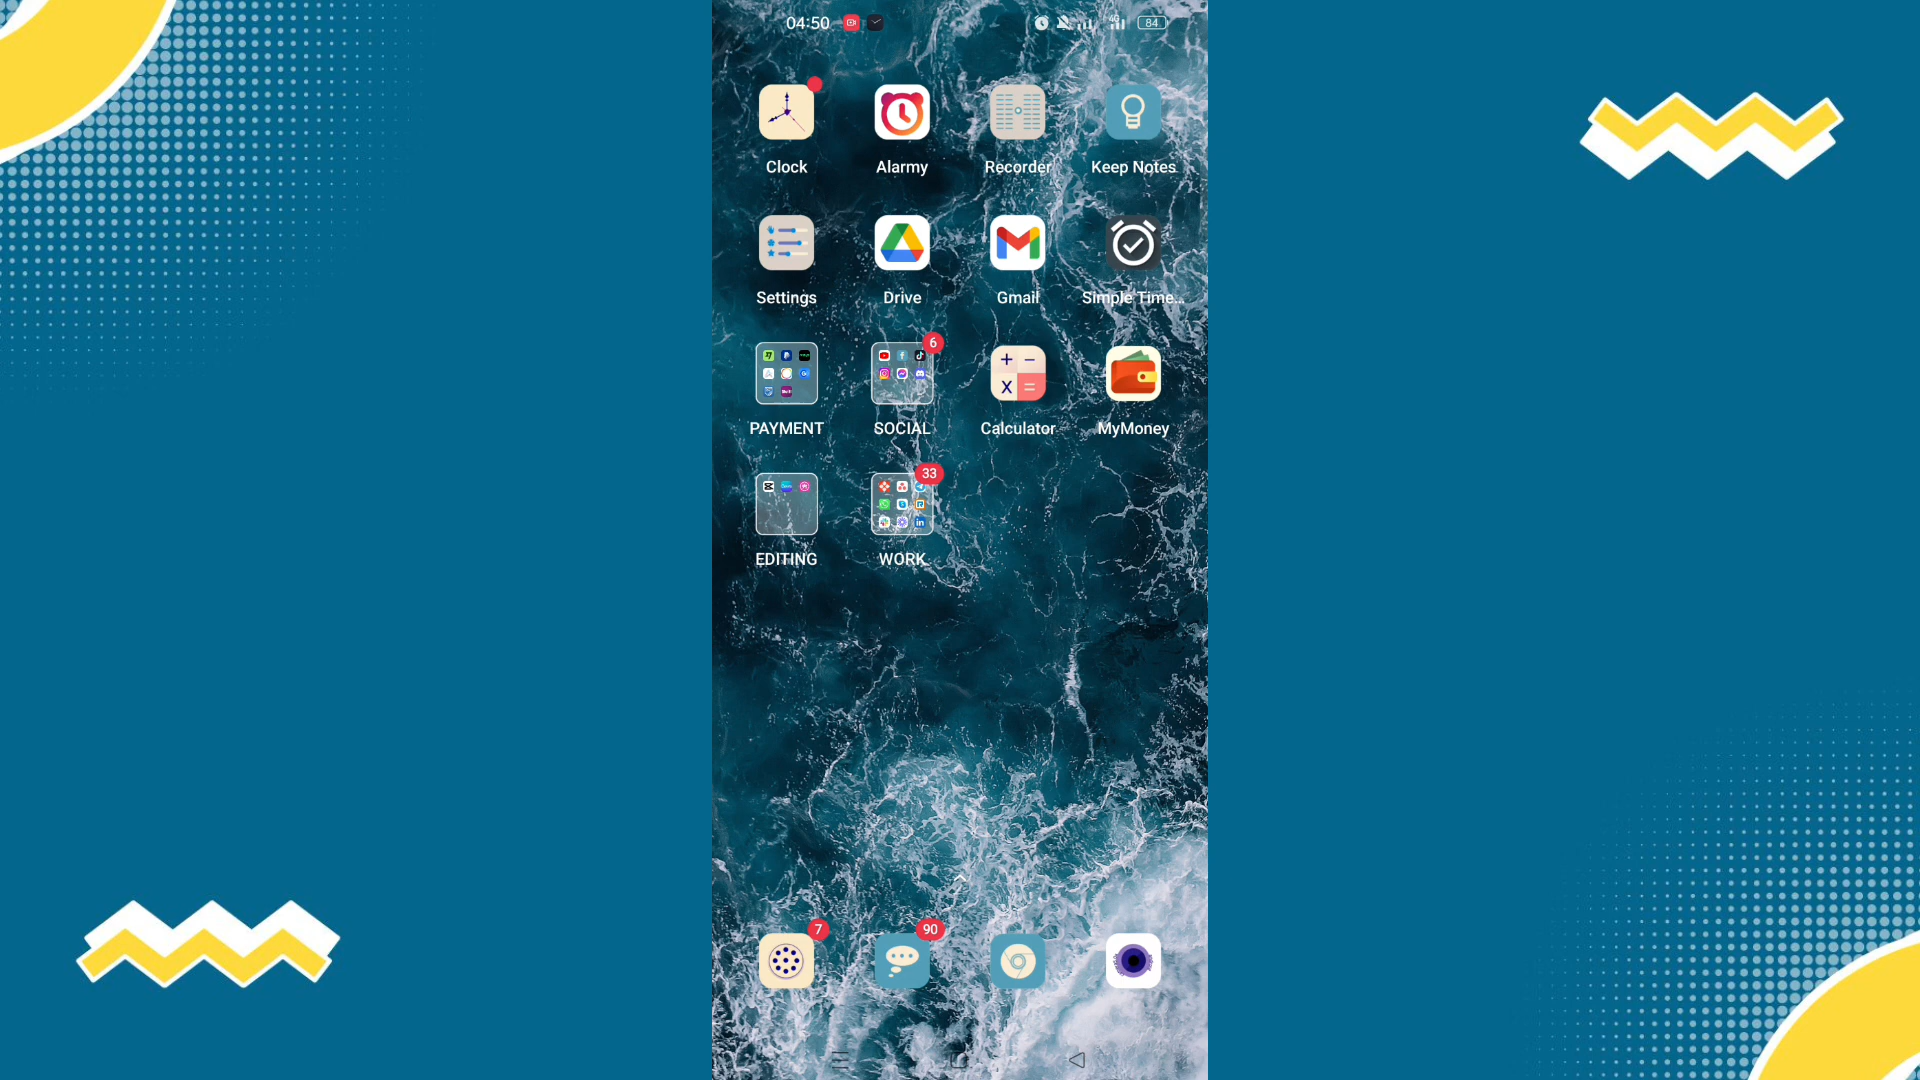 04:50
4G
84
Clock
Alarmy
Recorder
Keep Notes
Settings
Drive
Gmail
Simple Time...
6
PAYMENT
SOCIAL
Calculator
MyMoney
33
EDITING
WORK
7
90